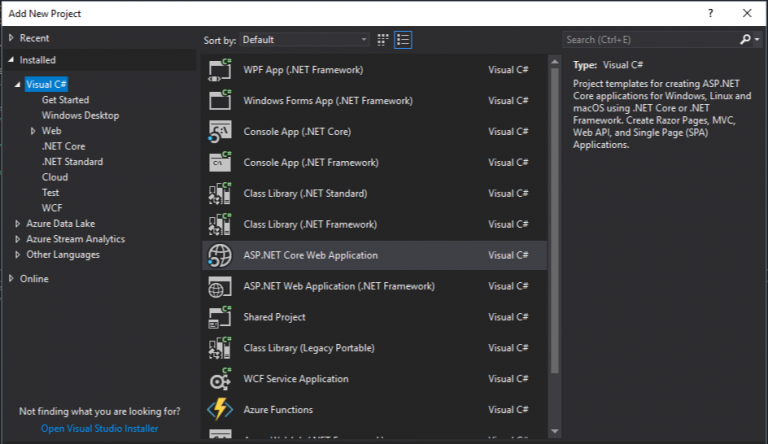 Add New Project
? ×
Recent
Sort by: Default
Search (Ctrl+E)
Installed
Visual C#
Get Started
Windows Desktop
Web
.NET Core
.NET Standard
Cloud
Test
WCF
Azure Data Lake
Azure Stream Analytics
Other Languages
Online
Not finding what you are looking for?
Open Visual Studio Installer
WPF App (.NET Framework) Visual C#
Windows Forms App (.NET Framework) Visual C#
Console App (.NET Core) Visual C#
Console App (.NET Framework) Visual C#
Class Library (.NET Standard) Visual C#
Class Library (.NET Framework) Visual C#
ASP.NET Core Web Application Visual C#
ASP.NET Web Application (.NET Framework) Visual C#
Shared Project Visual C#
Class Library (Legacy Portable) Visual C#
WCF Service Application Visual C#
Azure Functions Visual C#
Type: Visual C#
Project templates for creating ASP.NET
Core applications for Windows, Linux and
macOS using .NET Core or .NET
Framework. Create Razor Pages, MVC,
Web API, and Single Page (SPA)
Applications.